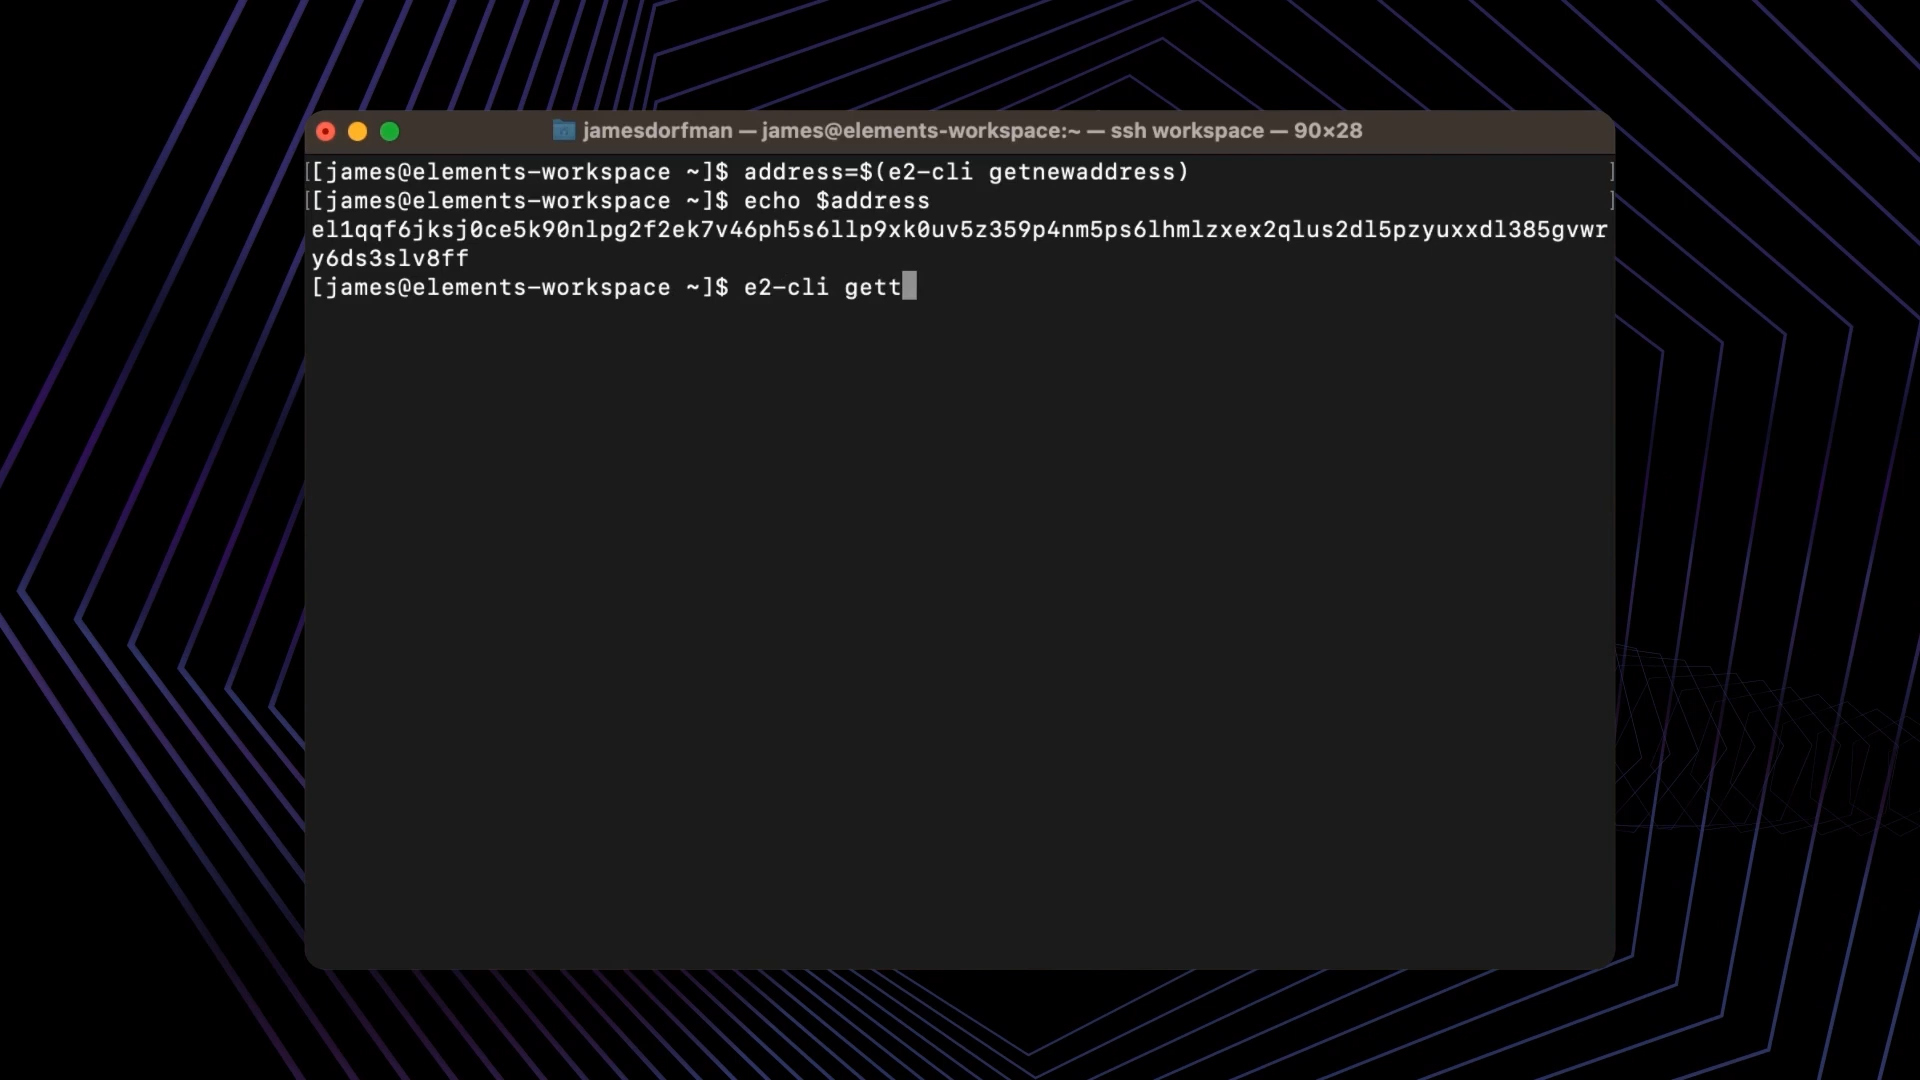 jamesdorfman — james@elements-workspace:~ — ssh workspace — 90×28
[[james@elements-workspace ~]$ address=$(e2-cli getnewaddress) ]
[[james@elements-workspace ~]$ echo $address ]
el1qqf6jksj0ce5k90nlpg2f2ek7v46ph5s6llp9xk0uv5z359p4nm5ps6lhmlzxex2qlus2dl5pzyuxxdl385gvwr
y6ds3slv8ff
[james@elements-workspace ~]$ e2-cli gett